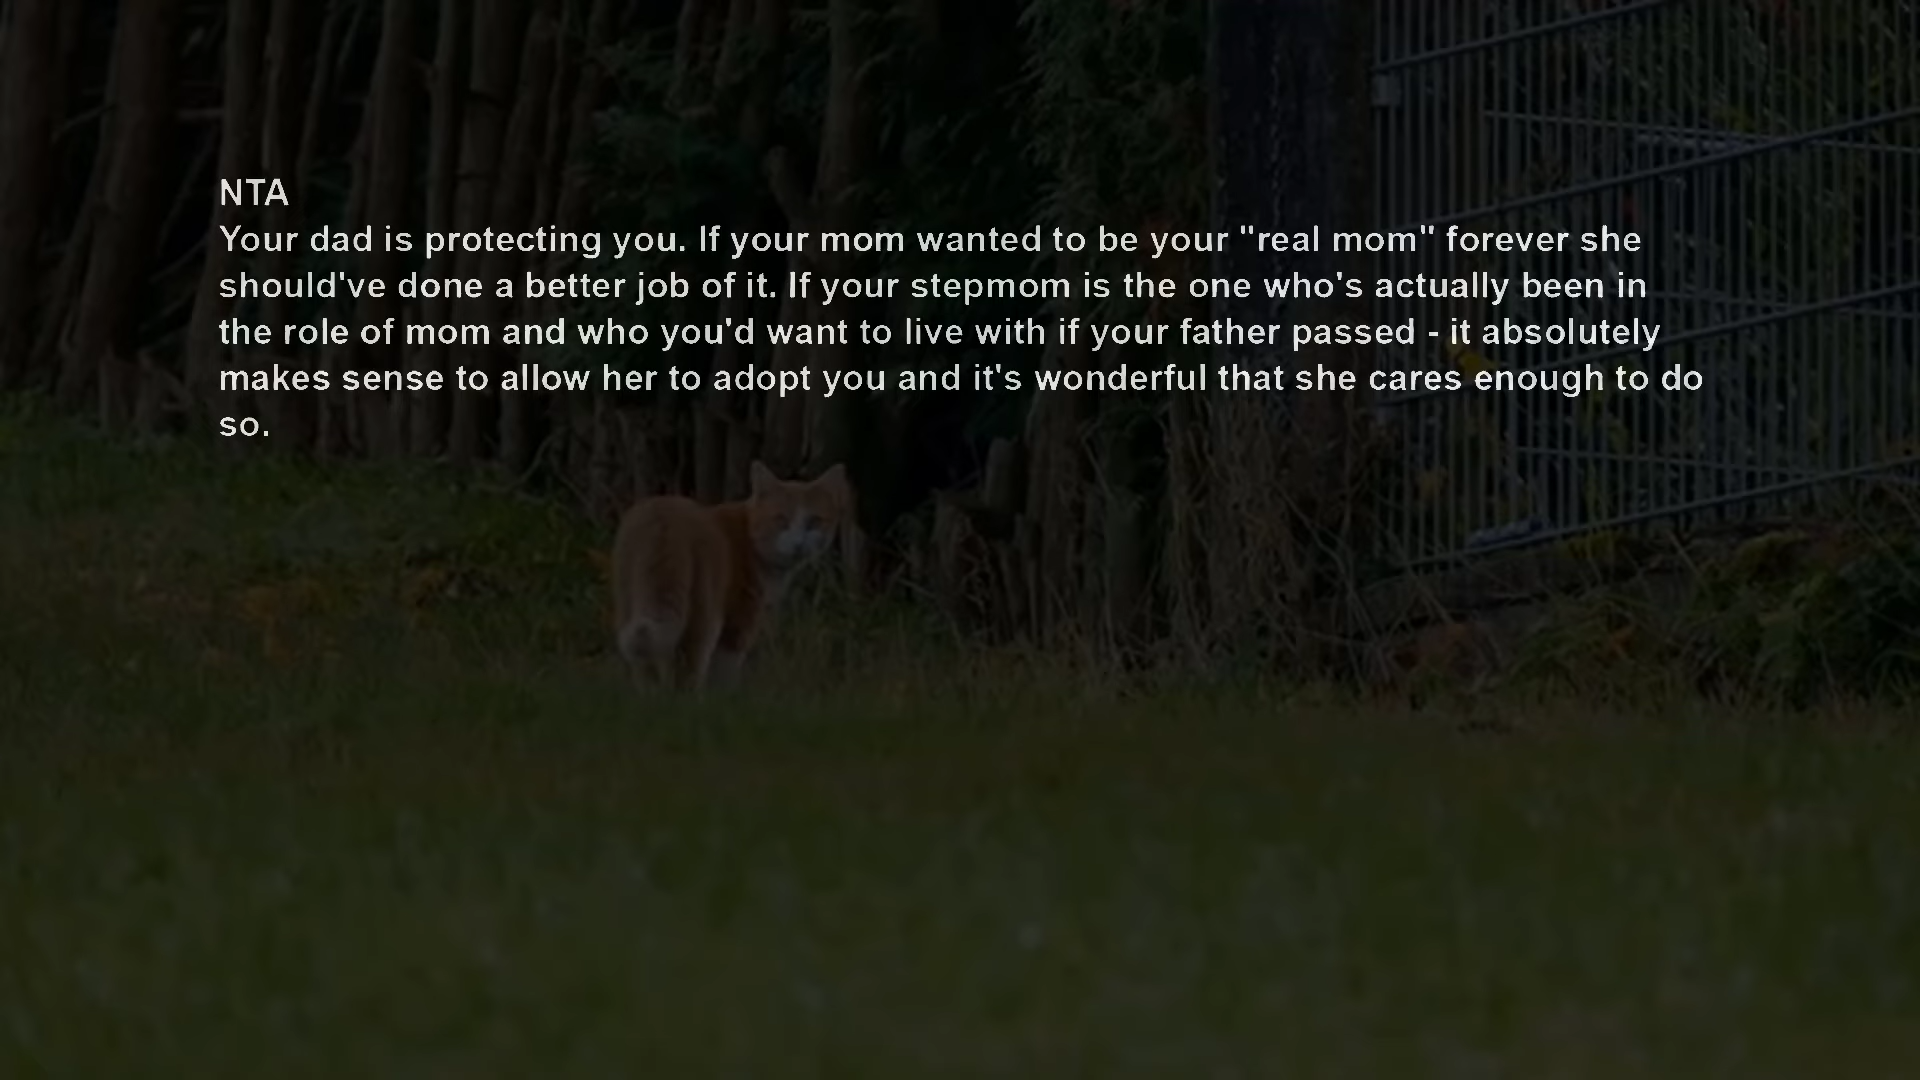 NTA
Your dad is protecting you. If your mom wanted to be your "real mom" forever she
should've done a better job of it. If your stepmom is the one who's actually been in
the role of mom and who you'd want to live with if your father passed - it absolutely
makes sense to allow her to adopt you and it's wonderful that she cares enough to do
so.